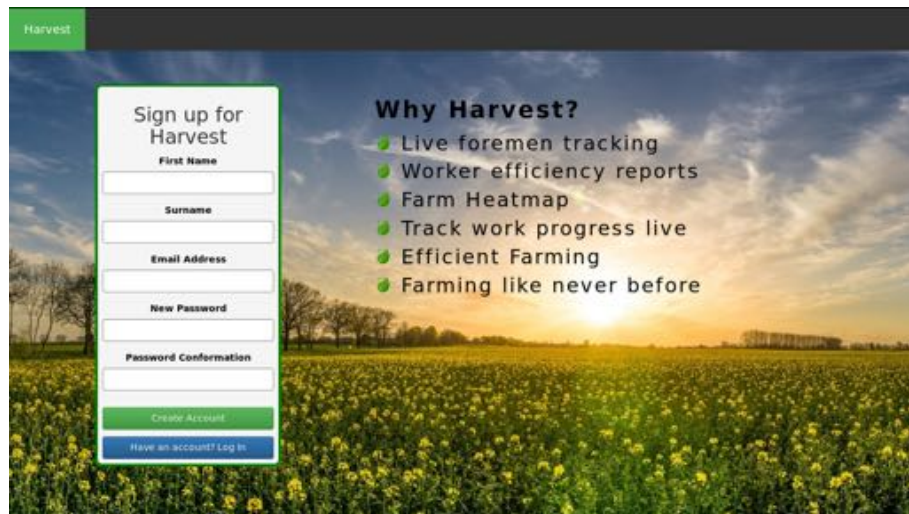 Harvest
Sign up for
Harvest
First Name
Surname
Email Address
New Password
Password Conformation
Create Account
Have an account? Log In
Why Harvest?
Live foremen tracking
Worker efficiency reports
Farm Heatmap
Track work progress live
Efficient Farming
Farming like never before